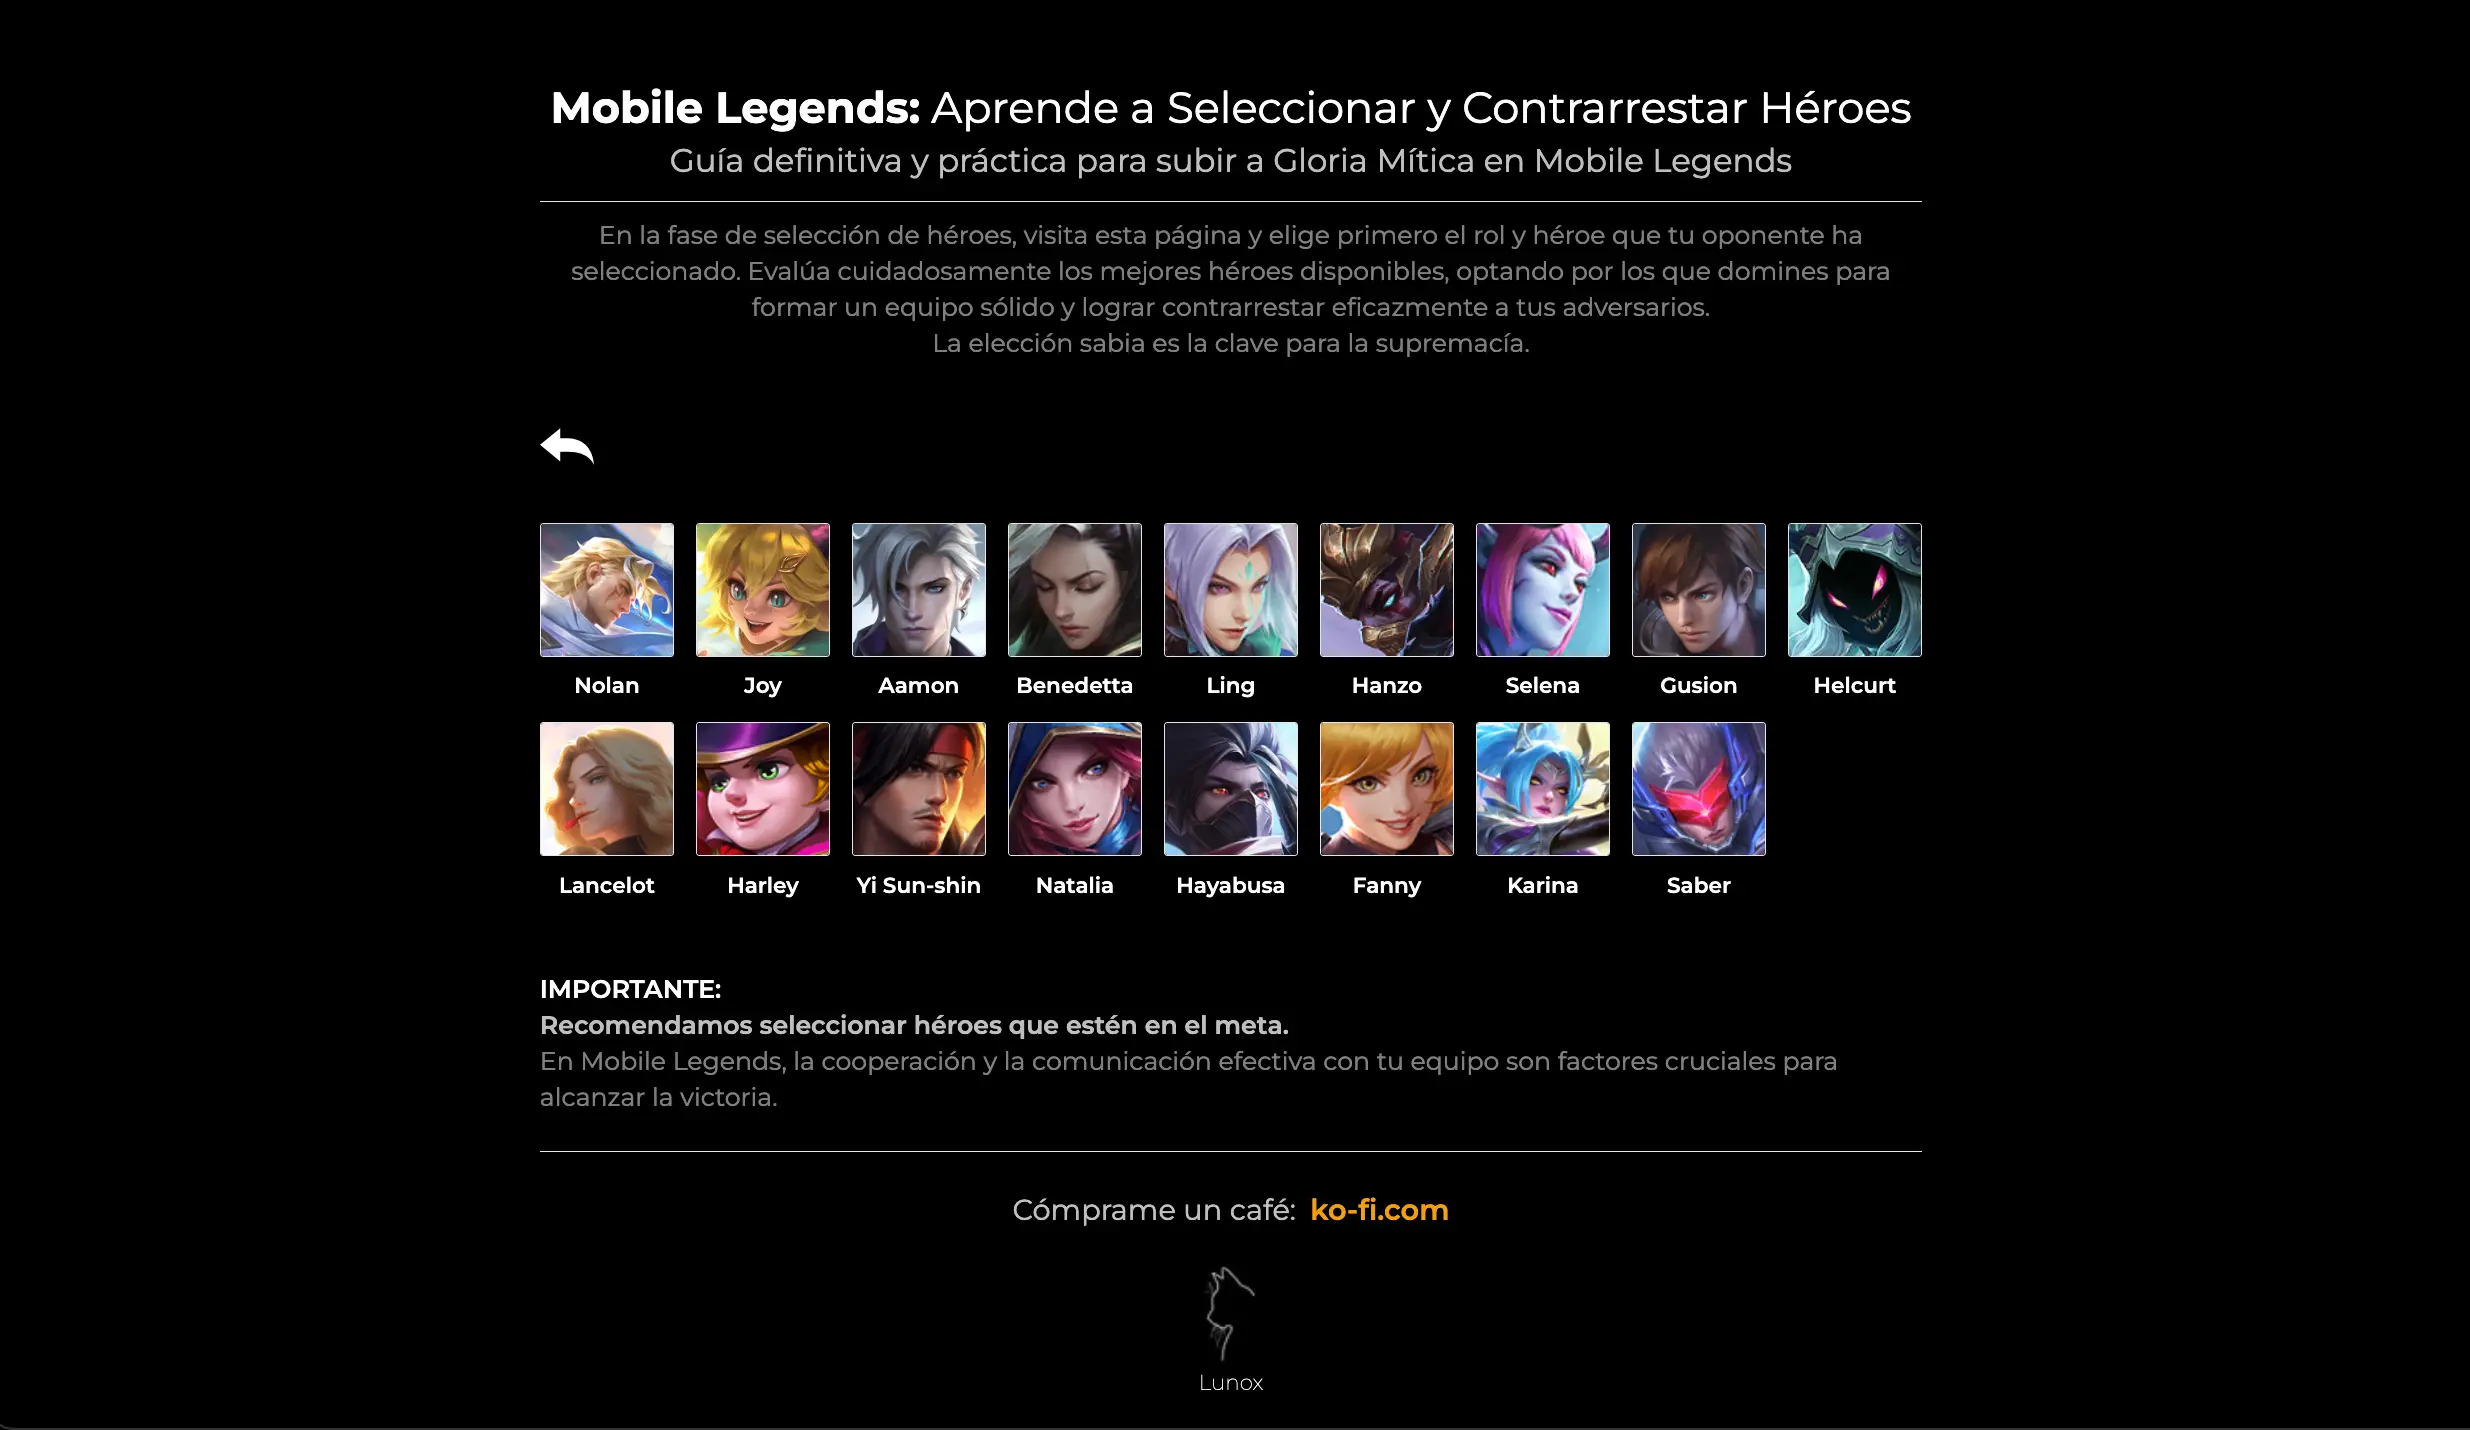 Mobile Legends: Aprende a Seleccionar y Contrarrestar Héroes
Guía definitiva y práctica para subir a Gloria Mítica en Mobile Legends
En la fase de selección de héroes, visita esta página y elige primero el rol y héroe que tu oponente ha
seleccionado. Evalúa cuidadosamente los mejores héroes disponibles, optando por los que domines para
formar un equipo sólido y lograr contrarrestar eficazmente a tus adversarios.
La elección sabia es la clave para la supremacía.
Nolan Joy Aamon Benedetta Ling Hanzo Selena Gusion Helcurt
Lancelot Harley Yi Sun-shin Natalia Hayabusa Fanny Karina Saber
IMPORTANTE:
Recomendamos seleccionar héroes que estén en el meta.
En Mobile Legends, la cooperación y la comunicación efectiva con tu equipo son factores cruciales para
alcanzar la victoria.
Cómprame un café: ko-fi.com
Lunox